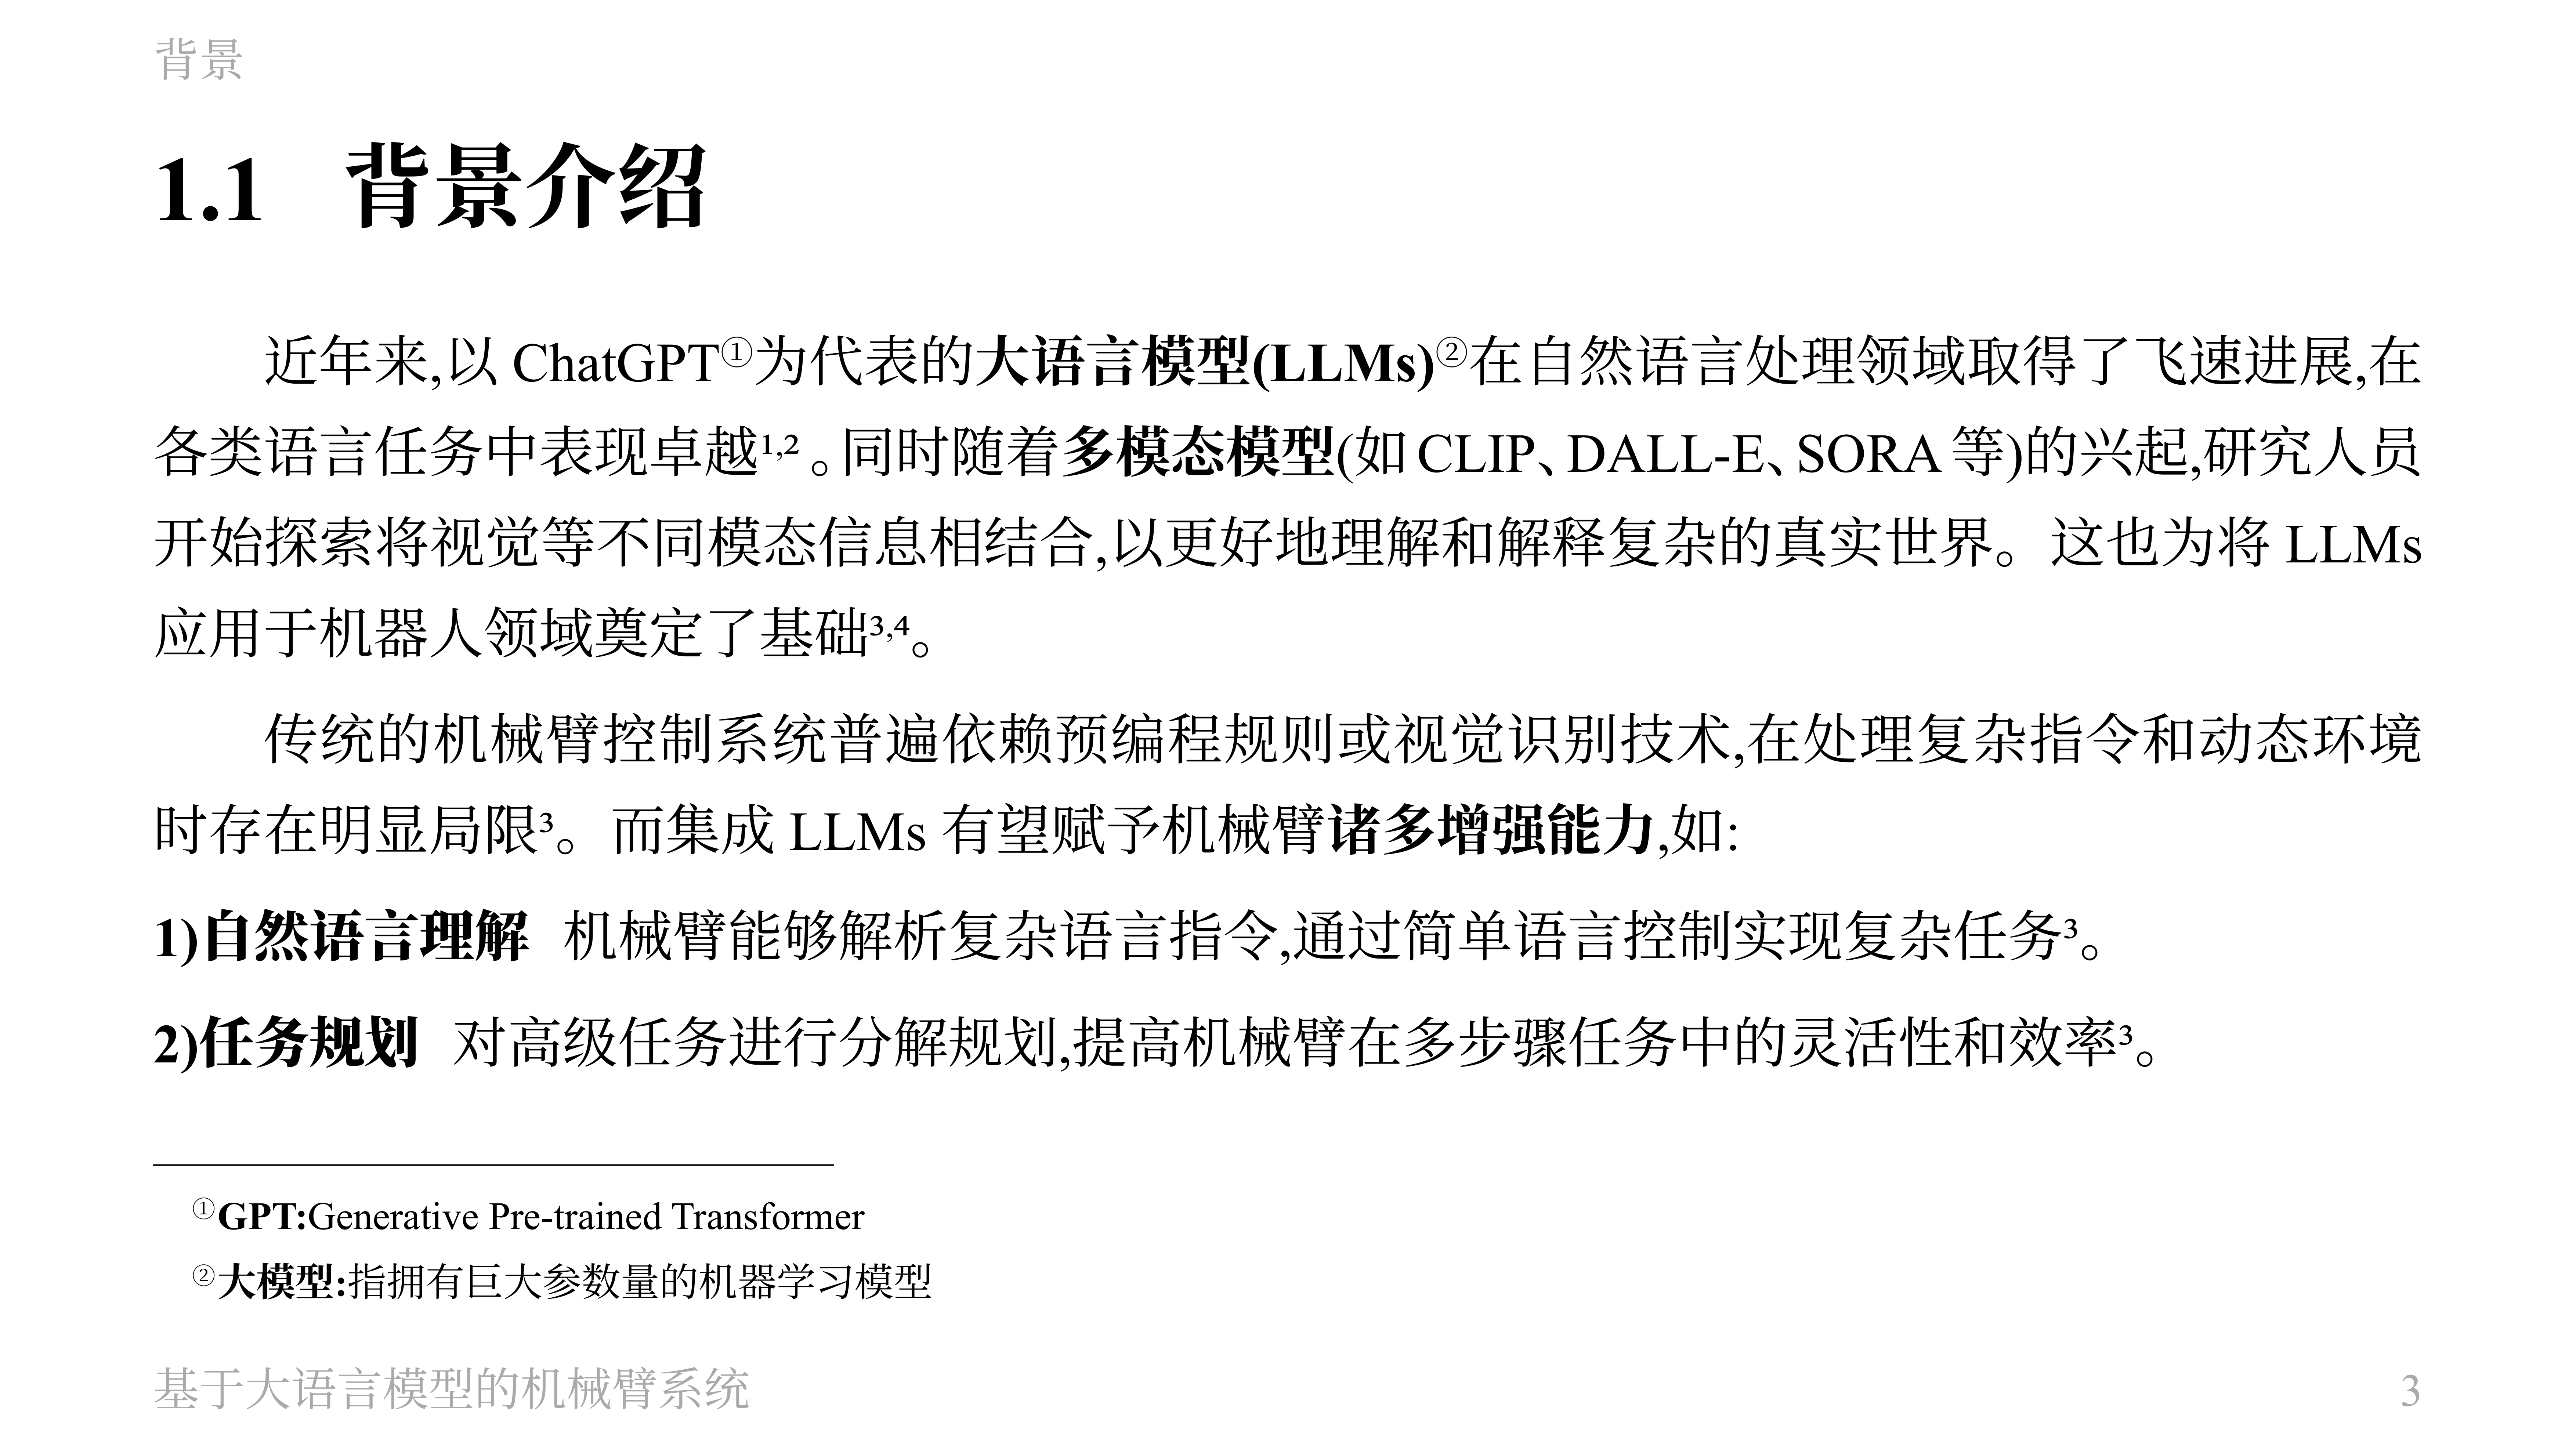 背景
1.1 背景介绍
近年来,以 ChatGPT①为代表的大语言模型(LLMs)②在自然语言处理领域取得了飞速进展,在
各类语言任务中表现卓越¹,²。同时随着多模态模型(如 CLIP、DALL-E、SORA 等)的兴起,研究人员
开始探索将视觉等不同模态信息相结合,以更好地理解和解释复杂的真实世界。这也为将 LLMs
应用于机器人领域奠定了基础³,⁴。
传统的机械臂控制系统普遍依赖预编程规则或视觉识别技术,在处理复杂指令和动态环境
时存在明显局限³。而集成 LLMs 有望赋予机械臂诸多增强能力,如:
1)自然语言理解 机械臂能够解析复杂语言指令,通过简单语言控制实现复杂任务³。
2)任务规划 对高级任务进行分解规划,提高机械臂在多步骤任务中的灵活性和效率³。
①GPT:Generative Pre-trained Transformer
②大模型:指拥有巨大参数量的机器学习模型
基于大语言模型的机械臂系统
3